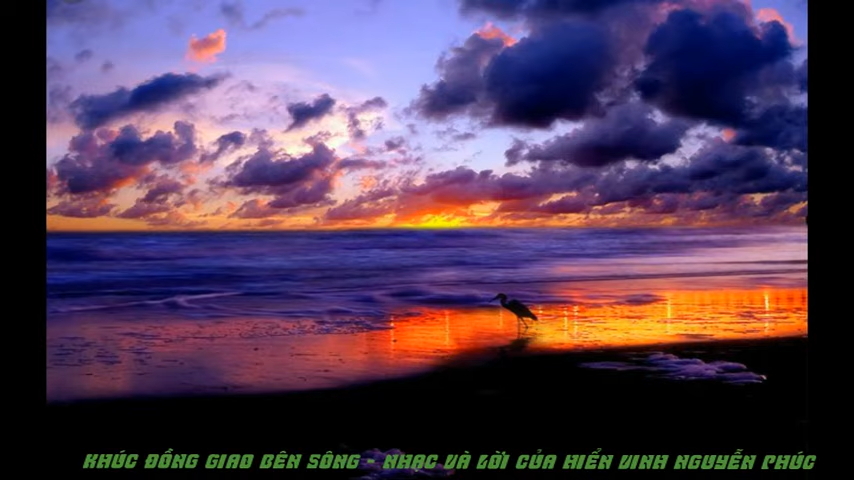 KHÚC ĐỒNG GIAO BÊN SÔNG - NHẠC VÀ LỜI CỦA HIỂN VINH NGUYỄN PHÚC